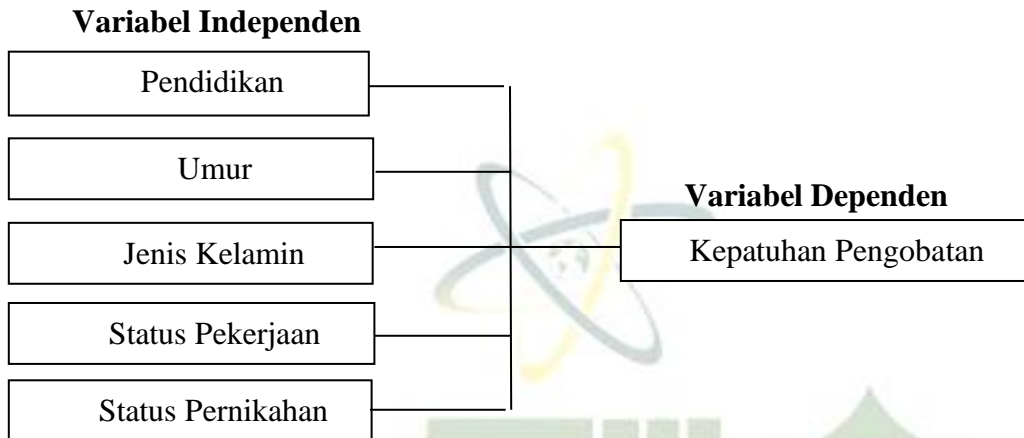 Variabel Independen
Pendidikan
Umur
Jenis Kelamin
Status Pekerjaan
Status Pernikahan
Variabel Dependen
Kepatuhan Pengobatan